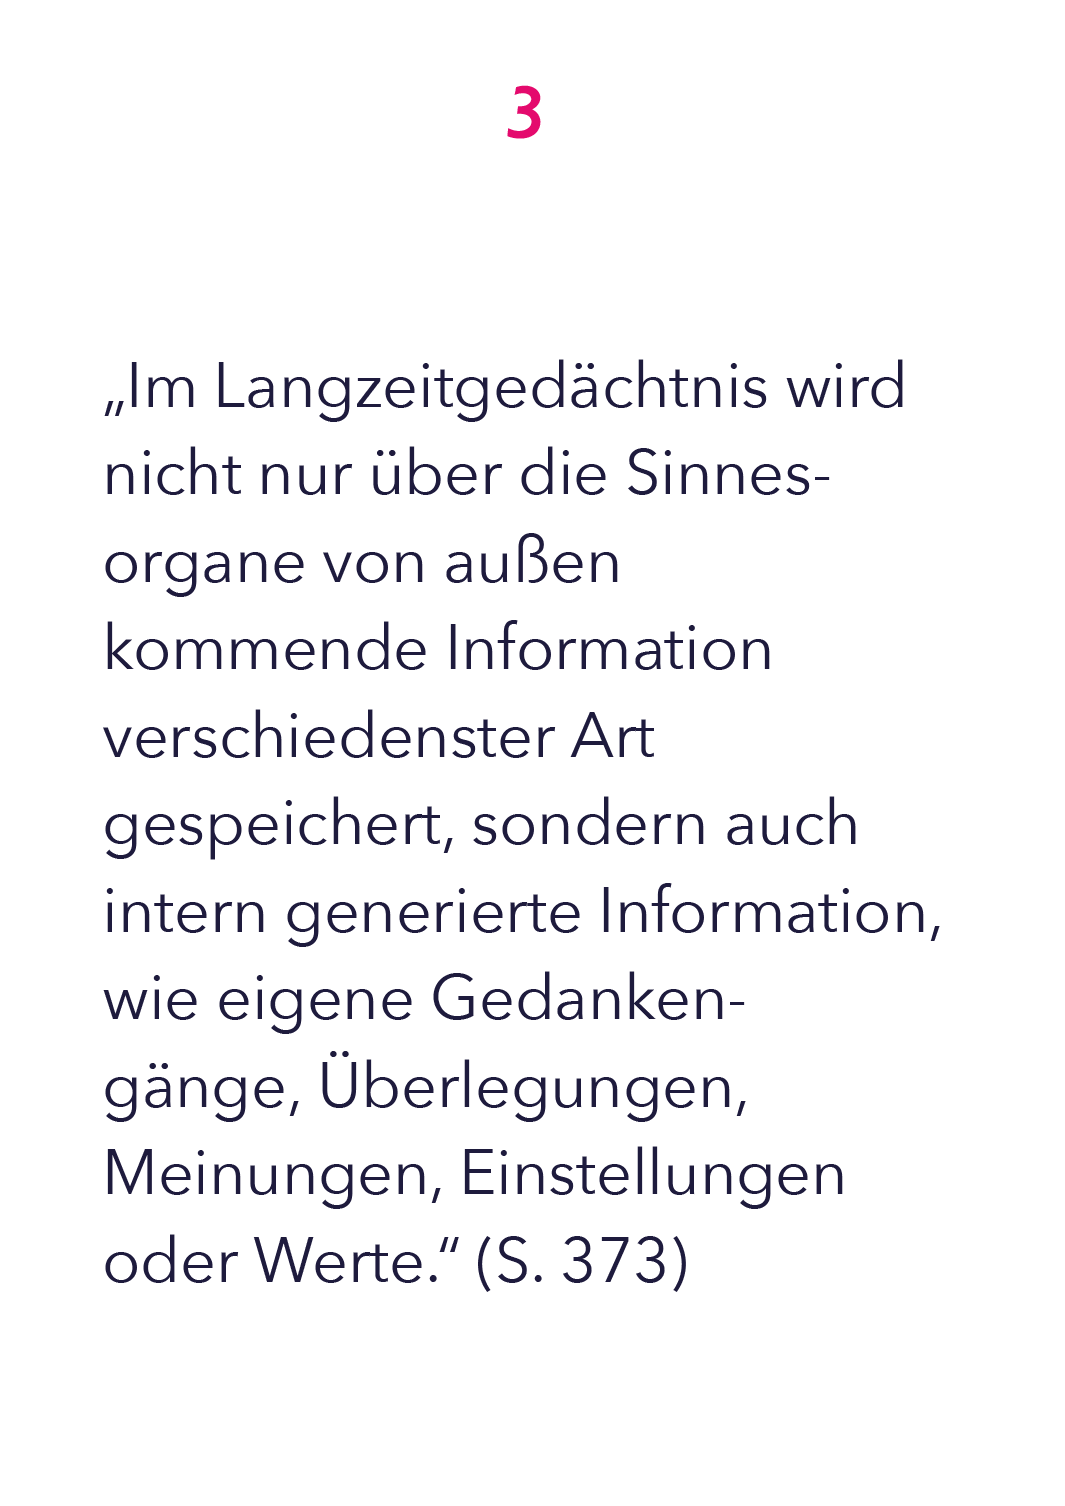 3
„Im Langzeitgedächtnis wird
nicht nur über die Sinnes-
organe von außen
kommende Information
verschiedenster Art
gespeichert, sondern auch
intern generierte Information,
wie eigene Gedanken-
gänge, Überlegungen,
Meinungen, Einstellungen
oder Werte.“ (S. 373)